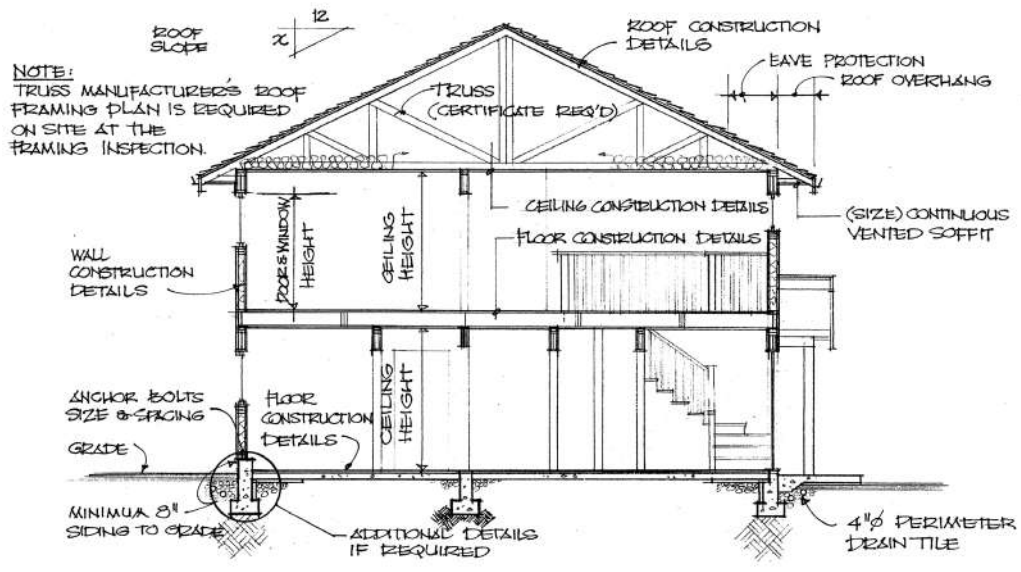 ROOF
SLOPE
12
x
NOTE:
TRUSS MANUFACTURER'S ROOF
FRAMING PLAN IS REQUIRED
ON SITE AT THE
FRAMING INSPECTION.
ROOF CONSTRUCTION
DETAILS
EAVE PROTECTION
ROOF OVERHANG
TRUSS
(CERTIFICATE REQ'D)
CEILING CONSTRUCTION DETAILS
FLOOR CONSTRUCTION DETAILS
(SIZE) CONTINUOUS
VENTED SOFFIT
DOOR & WINDOW
HEIGHT
CEILING
HEIGHT
WALL
CONSTRUCTION
DETAILS
ANCHOR BOLTS
SIZE & SPACING
GRADE
FLOOR
CONSTRUCTION
DETAILS
CEILING
HEIGHT
MINIMUM 8"
SIDING TO GRADE
ADDITIONAL DETAILS
IF REQUIRED
4"Ø PERIMETER
DRAIN TILE